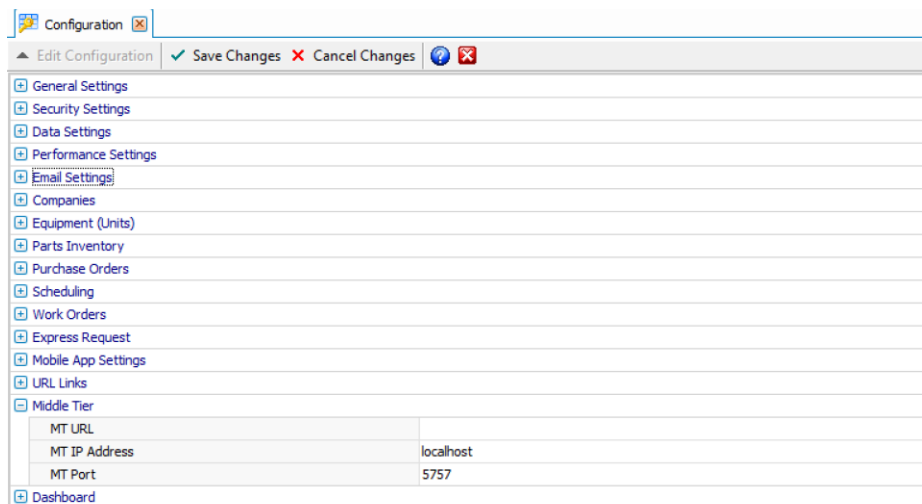 Configuration
Edit Configuration Save Changes Cancel Changes
General Settings
Security Settings
Data Settings
Performance Settings
Email Settings
Companies
Equipment (Units)
Parts Inventory
Purchase Orders
Scheduling
Work Orders
Express Request
Mobile App Settings
URL Links
Middle Tier
MT URL
MT IP Address localhost
MT Port 5757
Dashboard